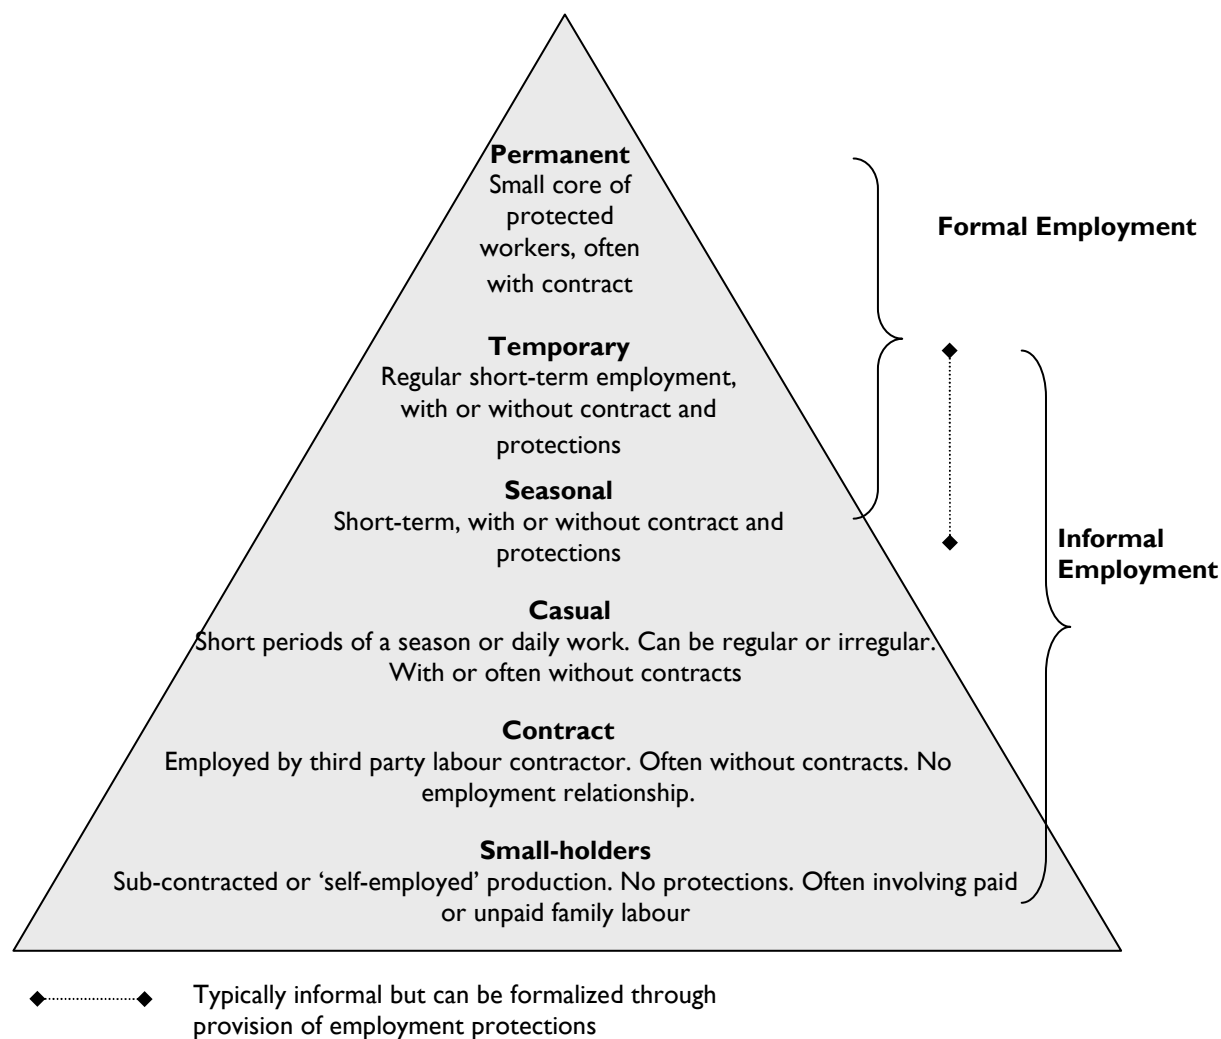 Permanent
Small core of
protected
workers, often
with contract
Formal Employment
Temporary
Regular short-term employment,
with or without contract and
protections
Seasonal
Short-term, with or without contract and
protections
Informal
Employment
Casual
Short periods of a season or daily work. Can be regular or irregular.
With or often without contracts
Contract
Employed by third party labour contractor. Often without contracts. No
employment relationship.
Small-holders
Sub-contracted or ‘self-employed’ production. No protections. Often involving paid
or unpaid family labour
Typically informal but can be formalized through
provision of employment protections